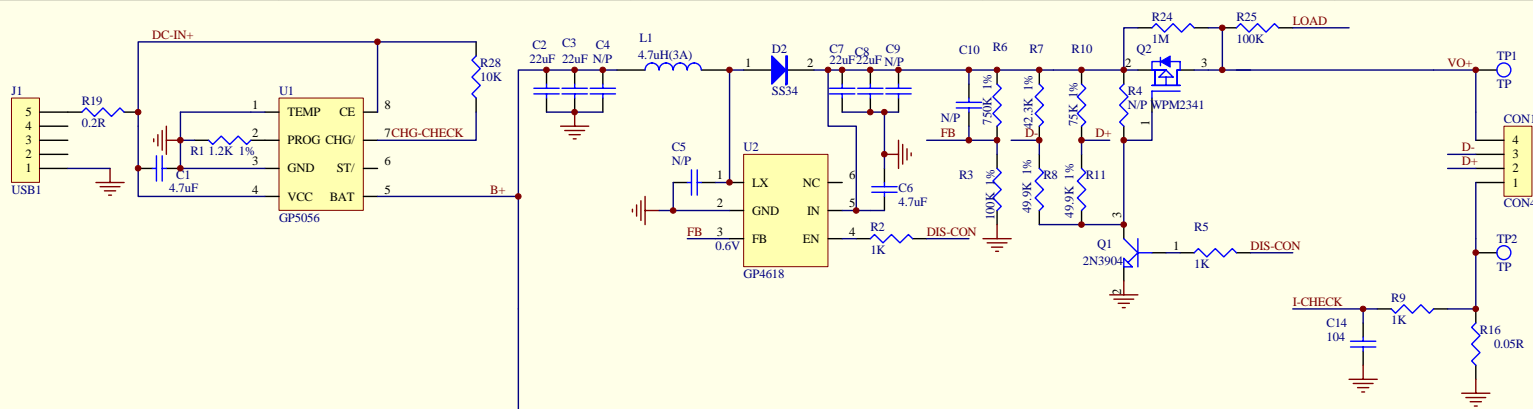 DC-IN+
J1
5
4
3
2
1
USB1
R19
0.2R
C1
4.7uF
R1 1.2K 1%
U1
1
2
3
4
TEMP
PROG
GND
VCC
CE
CHG/
ST/
BAT
8
7
6
5
GP5056
CHG-CHECK
R28
10K
B+
C2
22uF
C3
22uF
C4
N/P
L1
4.7uH(3A)
1
D2
2
SS34
C7
22uF
C8
22uF
C9
N/P
C5
N/P
U2
1
2
3
LX
GND
FB
NC
IN
EN
6
5
4
GP4618
FB
0.6V
C6
4.7uF
R2
1K
DIS-CON
C10
N/P
FB
R6
750K 1%
R3
100K 1%
R7
42.3K 1%
D-
R8
49.9K 1%
R10
75K 1%
D+
R11
49.9K 1%
R24
1M
R25
100K
LOAD
Q2
2
3
1
WPM2341
R4
N/P
3
Q1
2N3904
1
2
R5
1K
DIS-CON
VO+
TP1
TP
CON1
4
3
2
1
CON4
D-
D+
TP2
TP
I-CHECK
R9
1K
C14
104
R16
0.05R